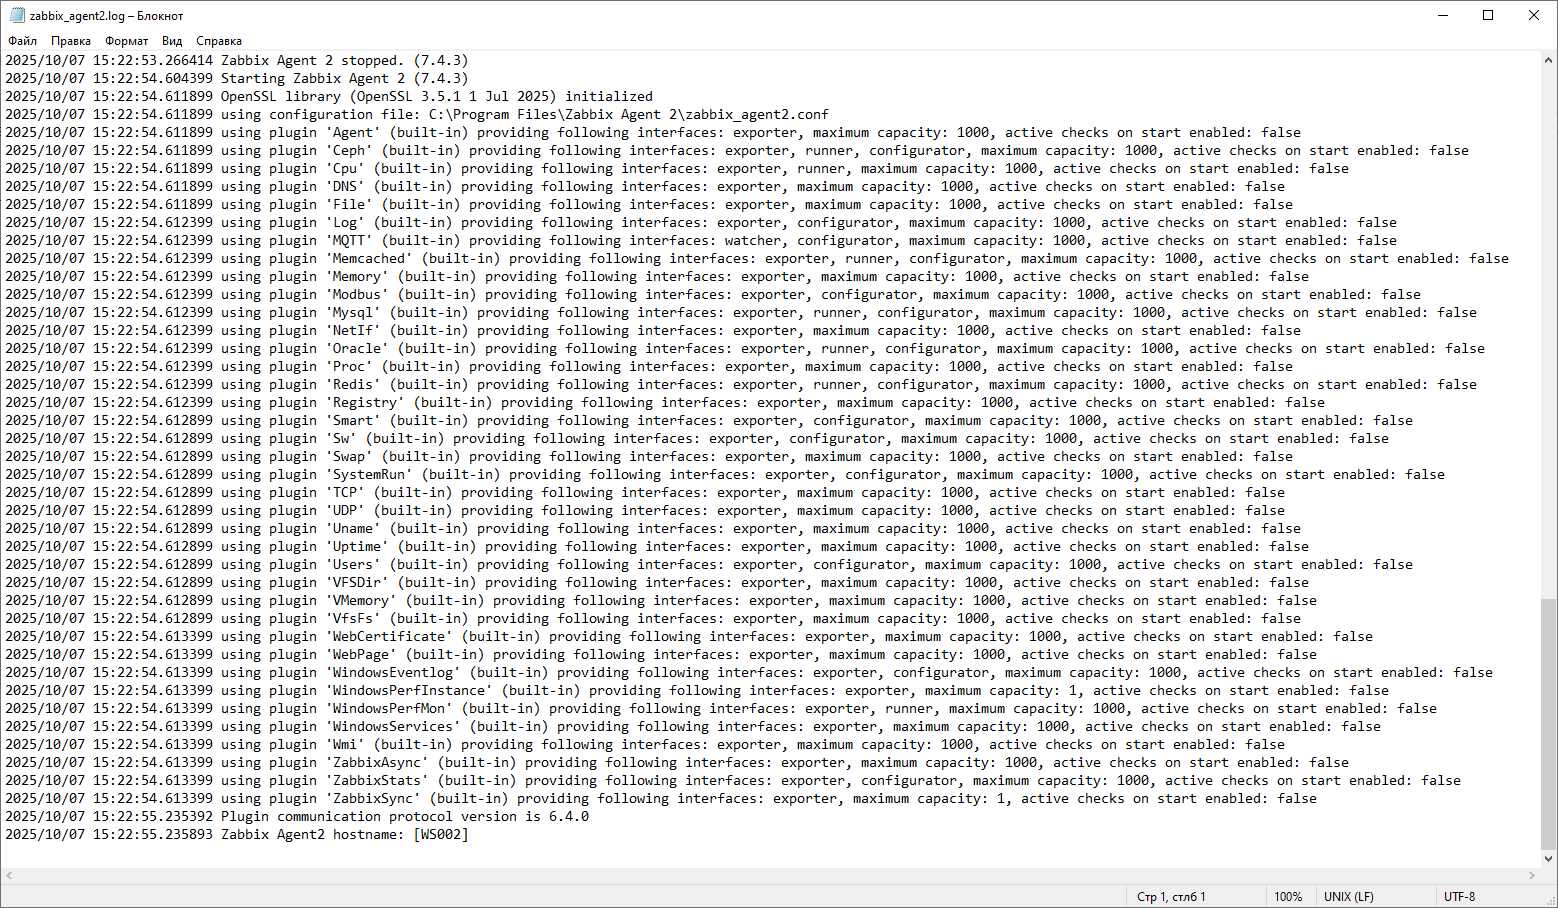 zabbix_agent2.log – Блокнот
Файл Правка Формат Вид Справка
2025/10/07 15:22:53.266414 Zabbix Agent 2 stopped. (7.4.3)
2025/10/07 15:22:54.604399 Starting Zabbix Agent 2 (7.4.3)
2025/10/07 15:22:54.611899 OpenSSL library (OpenSSL 3.5.1 1 Jul 2025) initialized
2025/10/07 15:22:54.611899 using configuration file: C:\Program Files\Zabbix Agent 2\zabbix_agent2.conf
2025/10/07 15:22:54.611899 using plugin 'Agent' (built-in) providing following interfaces: exporter, maximum capacity: 1000, active checks on start enabled: false
2025/10/07 15:22:54.611899 using plugin 'Ceph' (built-in) providing following interfaces: exporter, runner, configurator, maximum capacity: 1000, active checks on start enabled: false
2025/10/07 15:22:54.611899 using plugin 'Cpu' (built-in) providing following interfaces: exporter, runner, maximum capacity: 1000, active checks on start enabled: false
2025/10/07 15:22:54.611899 using plugin 'DNS' (built-in) providing following interfaces: exporter, maximum capacity: 1000, active checks on start enabled: false
2025/10/07 15:22:54.611899 using plugin 'File' (built-in) providing following interfaces: exporter, maximum capacity: 1000, active checks on start enabled: false
2025/10/07 15:22:54.612399 using plugin 'Log' (built-in) providing following interfaces: exporter, configurator, maximum capacity: 1000, active checks on start enabled: false
2025/10/07 15:22:54.612399 using plugin 'MQTT' (built-in) providing following interfaces: watcher, configurator, maximum capacity: 1000, active checks on start enabled: false
2025/10/07 15:22:54.612399 using plugin 'Memcached' (built-in) providing following interfaces: exporter, runner, configurator, maximum capacity: 1000, active checks on start enabled: false
2025/10/07 15:22:54.612399 using plugin 'Memory' (built-in) providing following interfaces: exporter, maximum capacity: 1000, active checks on start enabled: false
2025/10/07 15:22:54.612399 using plugin 'Modbus' (built-in) providing following interfaces: exporter, configurator, maximum capacity: 1000, active checks on start enabled: false
2025/10/07 15:22:54.612399 using plugin 'Mysql' (built-in) providing following interfaces: exporter, runner, configurator, maximum capacity: 1000, active checks on start enabled: false
2025/10/07 15:22:54.612399 using plugin 'NetIf' (built-in) providing following interfaces: exporter, maximum capacity: 1000, active checks on start enabled: false
2025/10/07 15:22:54.612399 using plugin 'Oracle' (built-in) providing following interfaces: exporter, runner, configurator, maximum capacity: 1000, active checks on start enabled: false
2025/10/07 15:22:54.612399 using plugin 'Proc' (built-in) providing following interfaces: exporter, maximum capacity: 1000, active checks on start enabled: false
2025/10/07 15:22:54.612399 using plugin 'Redis' (built-in) providing following interfaces: exporter, runner, configurator, maximum capacity: 1000, active checks on start enabled: false
2025/10/07 15:22:54.612399 using plugin 'Registry' (built-in) providing following interfaces: exporter, maximum capacity: 1000, active checks on start enabled: false
2025/10/07 15:22:54.612899 using plugin 'Smart' (built-in) providing following interfaces: exporter, configurator, maximum capacity: 1000, active checks on start enabled: false
2025/10/07 15:22:54.612899 using plugin 'Sw' (built-in) providing following interfaces: exporter, configurator, maximum capacity: 1000, active checks on start enabled: false
2025/10/07 15:22:54.612899 using plugin 'Swap' (built-in) providing following interfaces: exporter, maximum capacity: 1000, active checks on start enabled: false
2025/10/07 15:22:54.612899 using plugin 'SystemRun' (built-in) providing following interfaces: exporter, configurator, maximum capacity: 1000, active checks on start enabled: false
2025/10/07 15:22:54.612899 using plugin 'TCP' (built-in) providing following interfaces: exporter, maximum capacity: 1000, active checks on start enabled: false
2025/10/07 15:22:54.612899 using plugin 'UDP' (built-in) providing following interfaces: exporter, maximum capacity: 1000, active checks on start enabled: false
2025/10/07 15:22:54.612899 using plugin 'Uname' (built-in) providing following interfaces: exporter, maximum capacity: 1000, active checks on start enabled: false
2025/10/07 15:22:54.612899 using plugin 'Uptime' (built-in) providing following interfaces: exporter, maximum capacity: 1000, active checks on start enabled: false
2025/10/07 15:22:54.612899 using plugin 'Users' (built-in) providing following interfaces: exporter, configurator, maximum capacity: 1000, active checks on start enabled: false
2025/10/07 15:22:54.612899 using plugin 'VFSDir' (built-in) providing following interfaces: exporter, maximum capacity: 1000, active checks on start enabled: false
2025/10/07 15:22:54.612899 using plugin 'VMemory' (built-in) providing following interfaces: exporter, maximum capacity: 1000, active checks on start enabled: false
2025/10/07 15:22:54.612899 using plugin 'VfsFs' (built-in) providing following interfaces: exporter, maximum capacity: 1000, active checks on start enabled: false
2025/10/07 15:22:54.613399 using plugin 'WebCertificate' (built-in) providing following interfaces: exporter, maximum capacity: 1000, active checks on start enabled: false
2025/10/07 15:22:54.613399 using plugin 'WebPage' (built-in) providing following interfaces: exporter, maximum capacity: 1000, active checks on start enabled: false
2025/10/07 15:22:54.613399 using plugin 'WindowsEventlog' (built-in) providing following interfaces: exporter, configurator, maximum capacity: 1000, active checks on start enabled: false
2025/10/07 15:22:54.613399 using plugin 'WindowsPerfInstance' (built-in) providing following interfaces: exporter, maximum capacity: 1, active checks on start enabled: false
2025/10/07 15:22:54.613399 using plugin 'WindowsPerfMon' (built-in) providing following interfaces: exporter, runner, maximum capacity: 1000, active checks on start enabled: false
2025/10/07 15:22:54.613399 using plugin 'WindowsServices' (built-in) providing following interfaces: exporter, maximum capacity: 1000, active checks on start enabled: false
2025/10/07 15:22:54.613399 using plugin 'Wmi' (built-in) providing following interfaces: exporter, maximum capacity: 1000, active checks on start enabled: false
2025/10/07 15:22:54.613399 using plugin 'ZabbixAsync' (built-in) providing following interfaces: exporter, maximum capacity: 1000, active checks on start enabled: false
2025/10/07 15:22:54.613399 using plugin 'ZabbixStats' (built-in) providing following interfaces: exporter, configurator, maximum capacity: 1000, active checks on start enabled: false
2025/10/07 15:22:54.613399 using plugin 'ZabbixSync' (built-in) providing following interfaces: exporter, maximum capacity: 1, active checks on start enabled: false
2025/10/07 15:22:55.235392 Plugin communication protocol version is 6.4.0
2025/10/07 15:22:55.235893 Zabbix Agent2 hostname: [WS002]
Стр 1, стлб 1 100% UNIX (LF) UTF-8